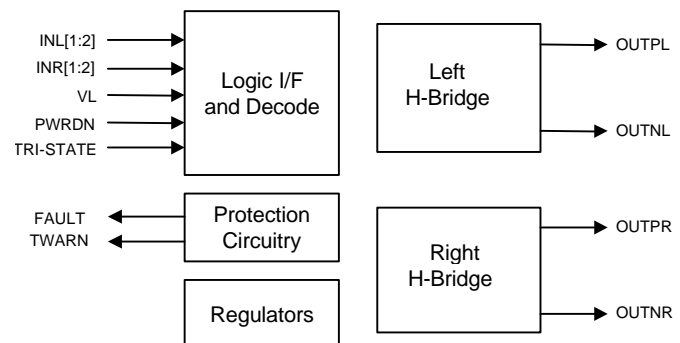 INL[1:2]
INR[1:2]
VL
PWRDN
TRI-STATE
Logic I/F
and Decode
Left
H-Bridge
OUTPL
OUTNL
FAULT
TWARN
Protection
Circuitry
Regulators
Right
H-Bridge
OUTPR
OUTNR